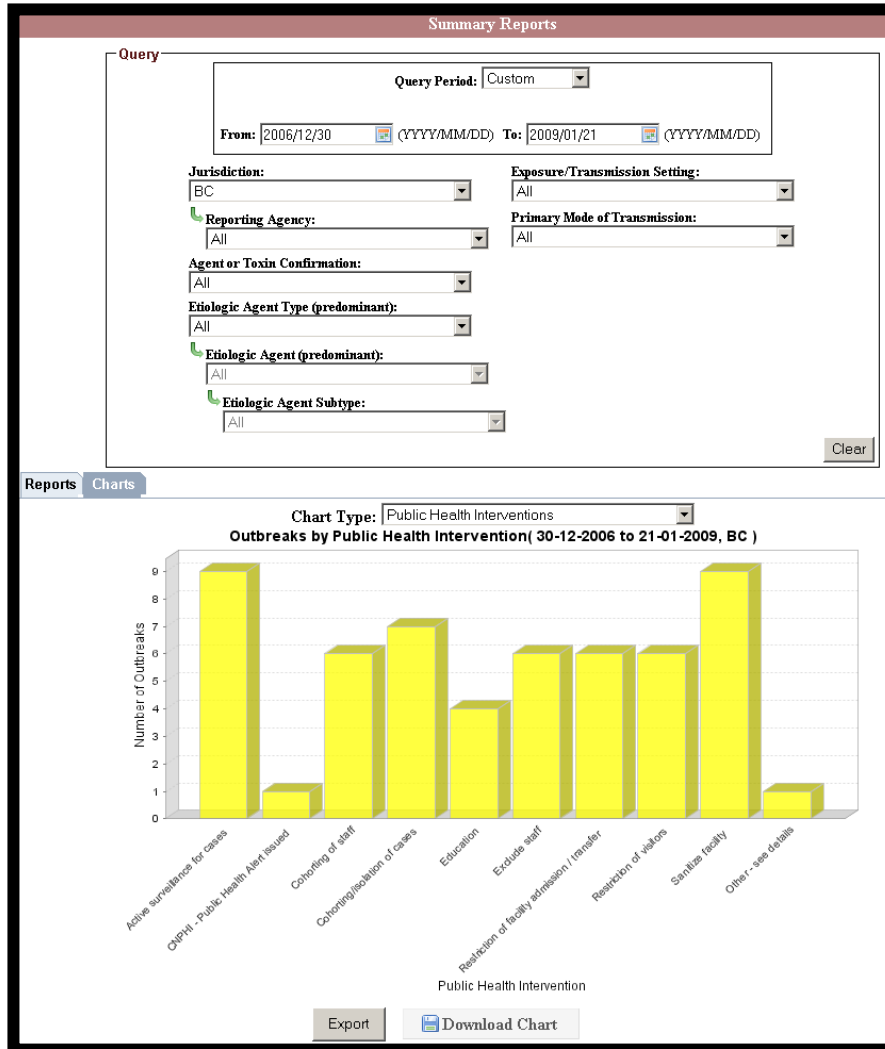 Summary Reports
Query
Query Period: Custom
From: 2006/12/30 (YYYY/MM/DD) To: 2009/01/21 (YYYY/MM/DD)
Jurisdiction: Exposure/Transmission Setting:
BC All
Reporting Agency: Primary Mode of Transmission:
All All
Agent or Toxin Confirmation:
All
Etiologic Agent Type (predominant):
All
Etiologic Agent (predominant):
All
Etiologic Agent Subtype:
All
Clear
Reports Charts
Chart Type: Public Health Interventions
Outbreaks by Public Health Intervention( 30-12-2006 to 21-01-2009, BC )
Number of Outbreaks
9
8
7
6
5
4
3
2
1
0
Active surveillance for cases
CNPHI - Public Health Alert issued
Cohorting of staff
Cohorting/isolation of cases
Education
Exclude staff
Restriction of facility admission / transfer
Restriction of visitors
Sanitize facility
Other - see details
Public Health Intervention
Export Download Chart